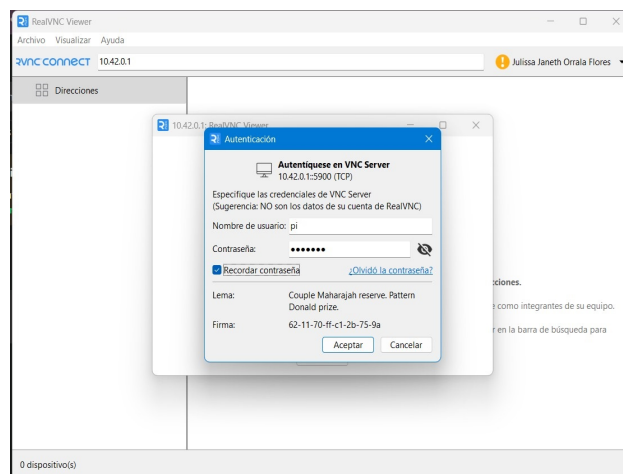 RealVNC Viewer
Archivo Visualizar Ayuda
RVNC CONNECT 10.42.0.1 Julissa Janeth Orrala Flores
Direcciones
10.42.0.1: RealVNC Viewer
Autenticación
Autentíquese en VNC Server
10.42.0.1::5900 (TCP)
Especifique las credenciales de VNC Server
(Sugerencia: NO son los datos de su cuenta de RealVNC)
Nombre de usuario: pi
Contraseña: •••••••
Recordar contraseña ¿Olvidó la contraseña?
Lema: Couple Maharajah reserve. Pattern
Donald prize.
Firma: 62-11-70-ff-c1-2b-75-9a
Aceptar Cancelar
cciones.
como integrantes de su equipo.
r en la barra de búsqueda para
0 dispositivo(s)